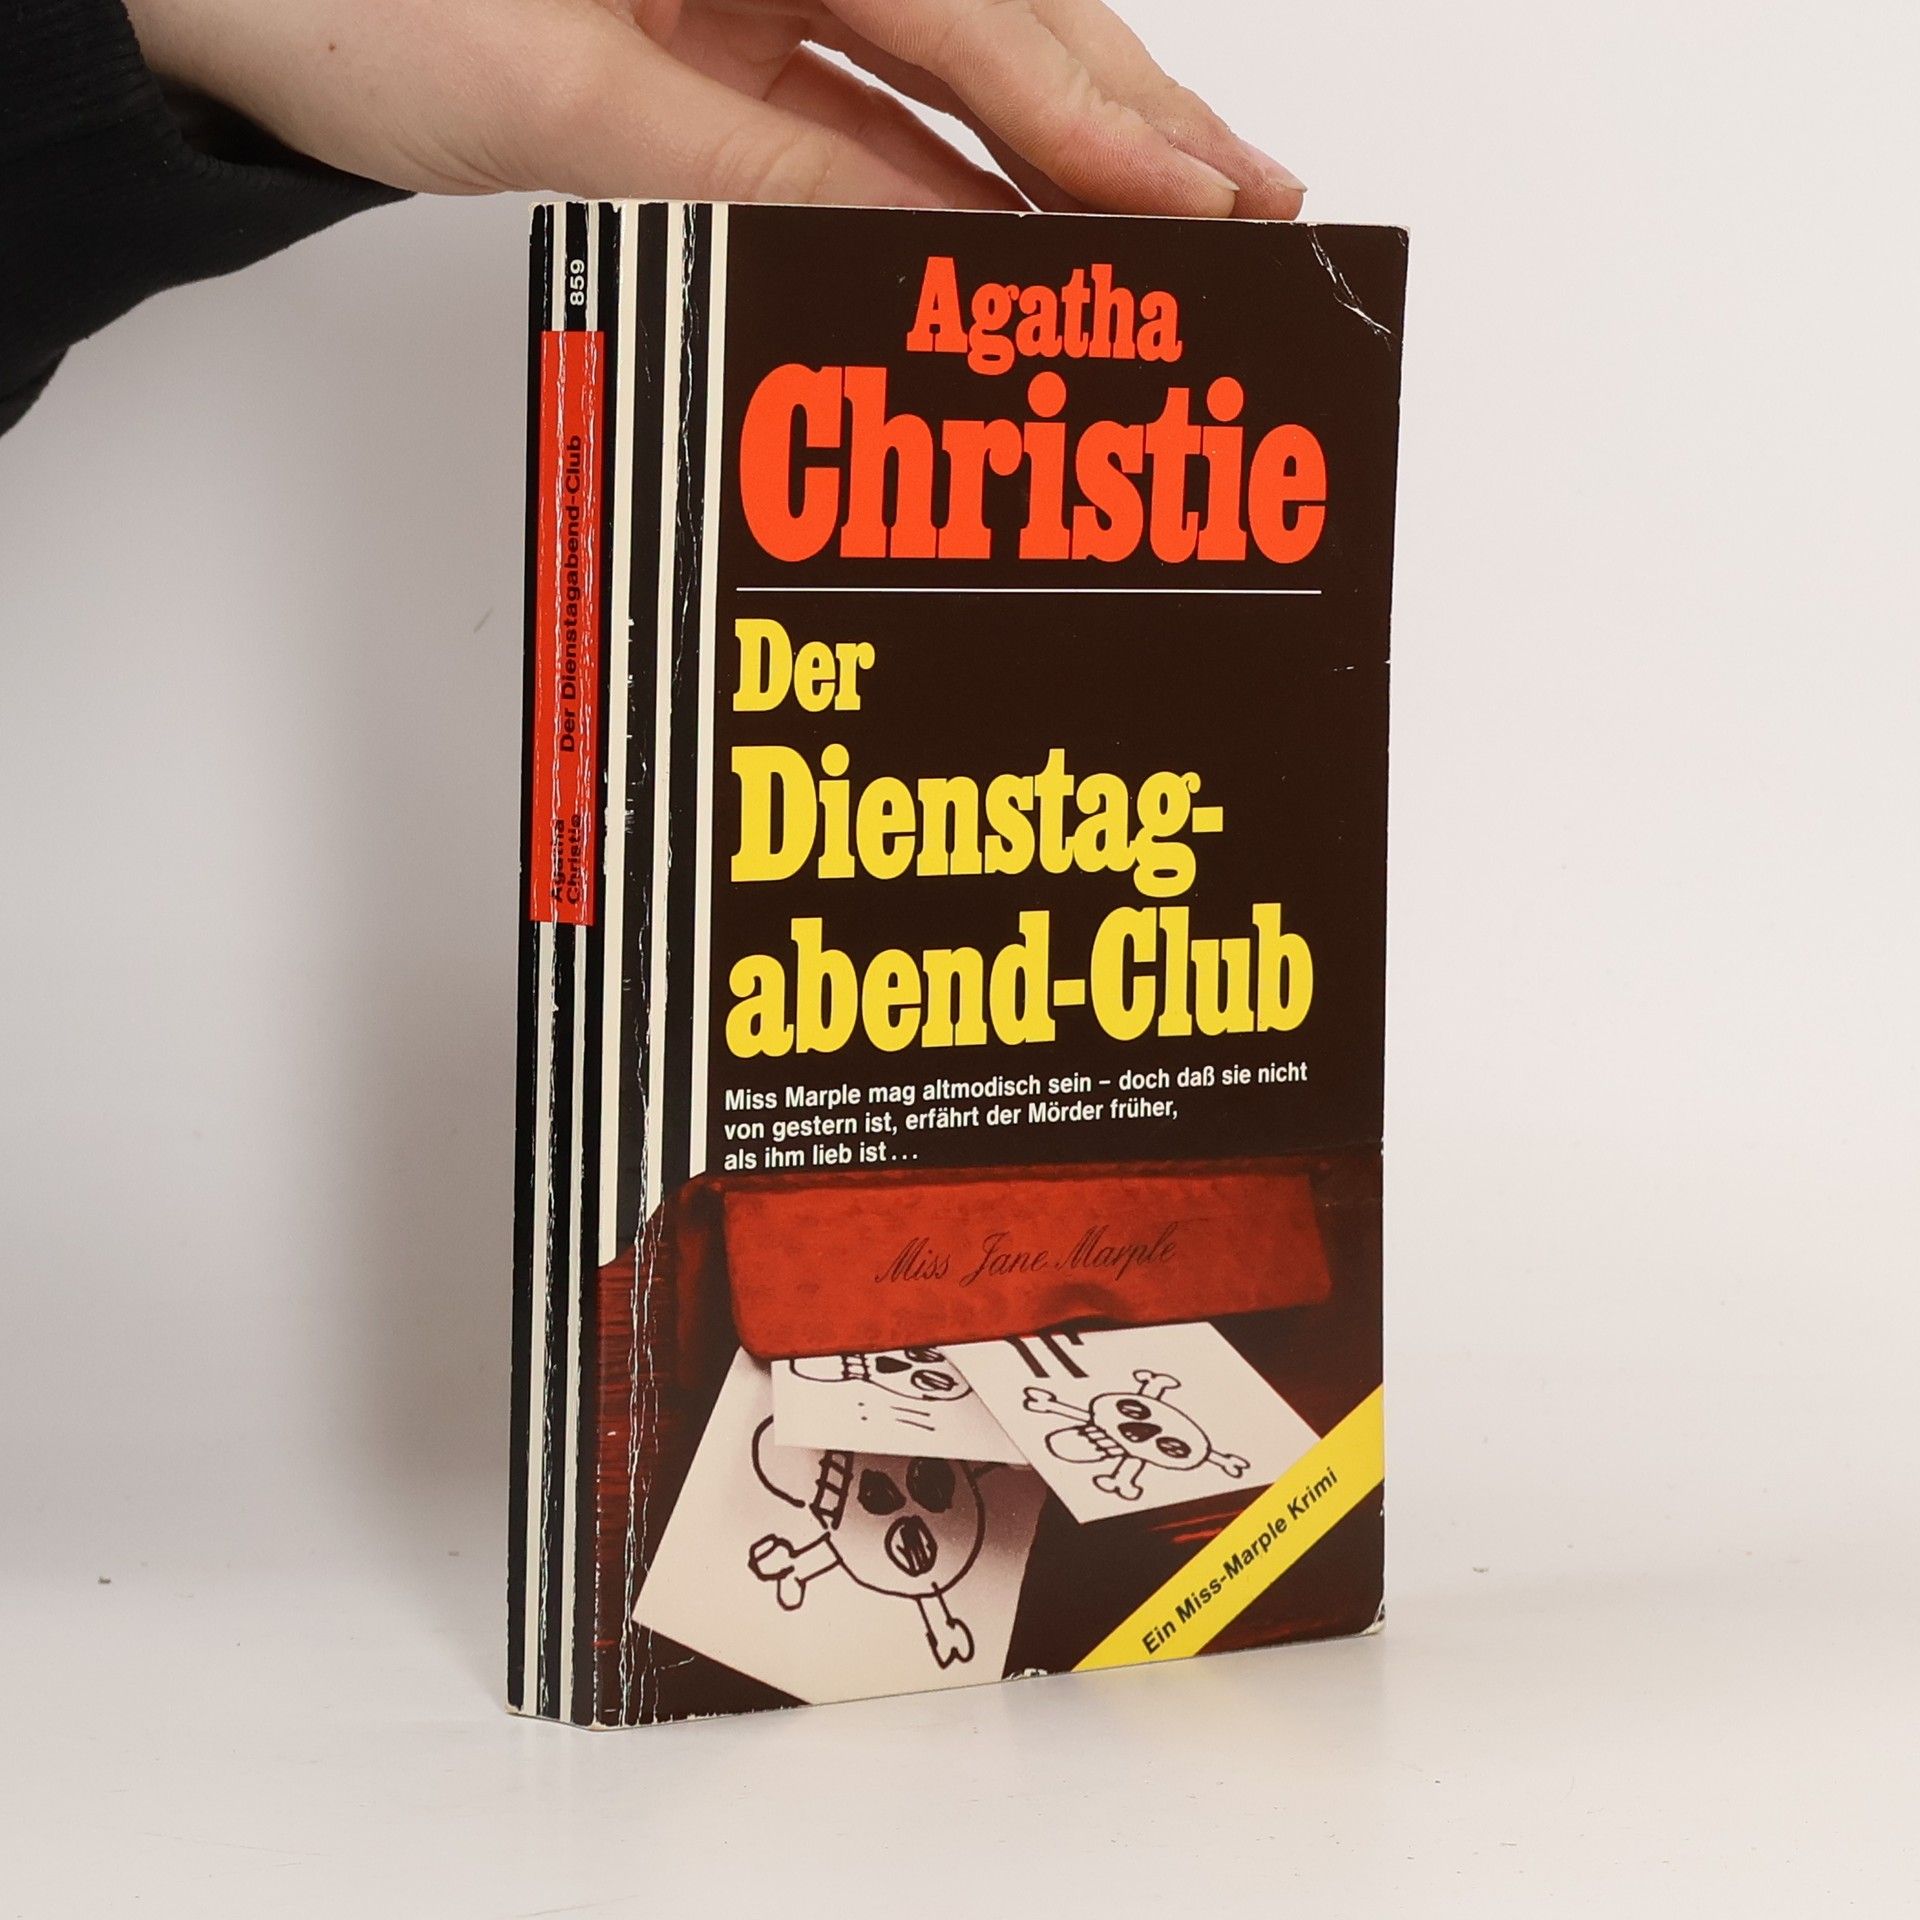 Agatha
Christie
Der
Dienstag-
abend-Club
Miss Marple mag altmodisch sein – doch daß sie nicht
von gestern ist, erfährt der Mörder früher,
als ihm lieb ist...
Miss Jane Marple
Ein Miss-Marple Krimi
859
Agatha
Christie
Der Dienstagabend-Club